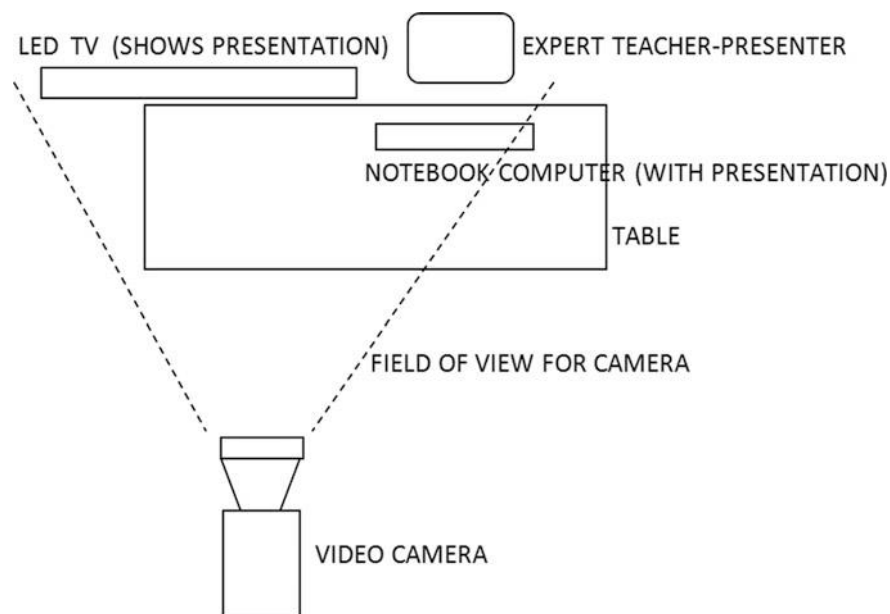 LED TV (SHOWS PRESENTATION)
EXPERT TEACHER-PRESENTER
NOTEBOOK COMPUTER (WITH PRESENTATION)
TABLE
FIELD OF VIEW FOR CAMERA
VIDEO CAMERA